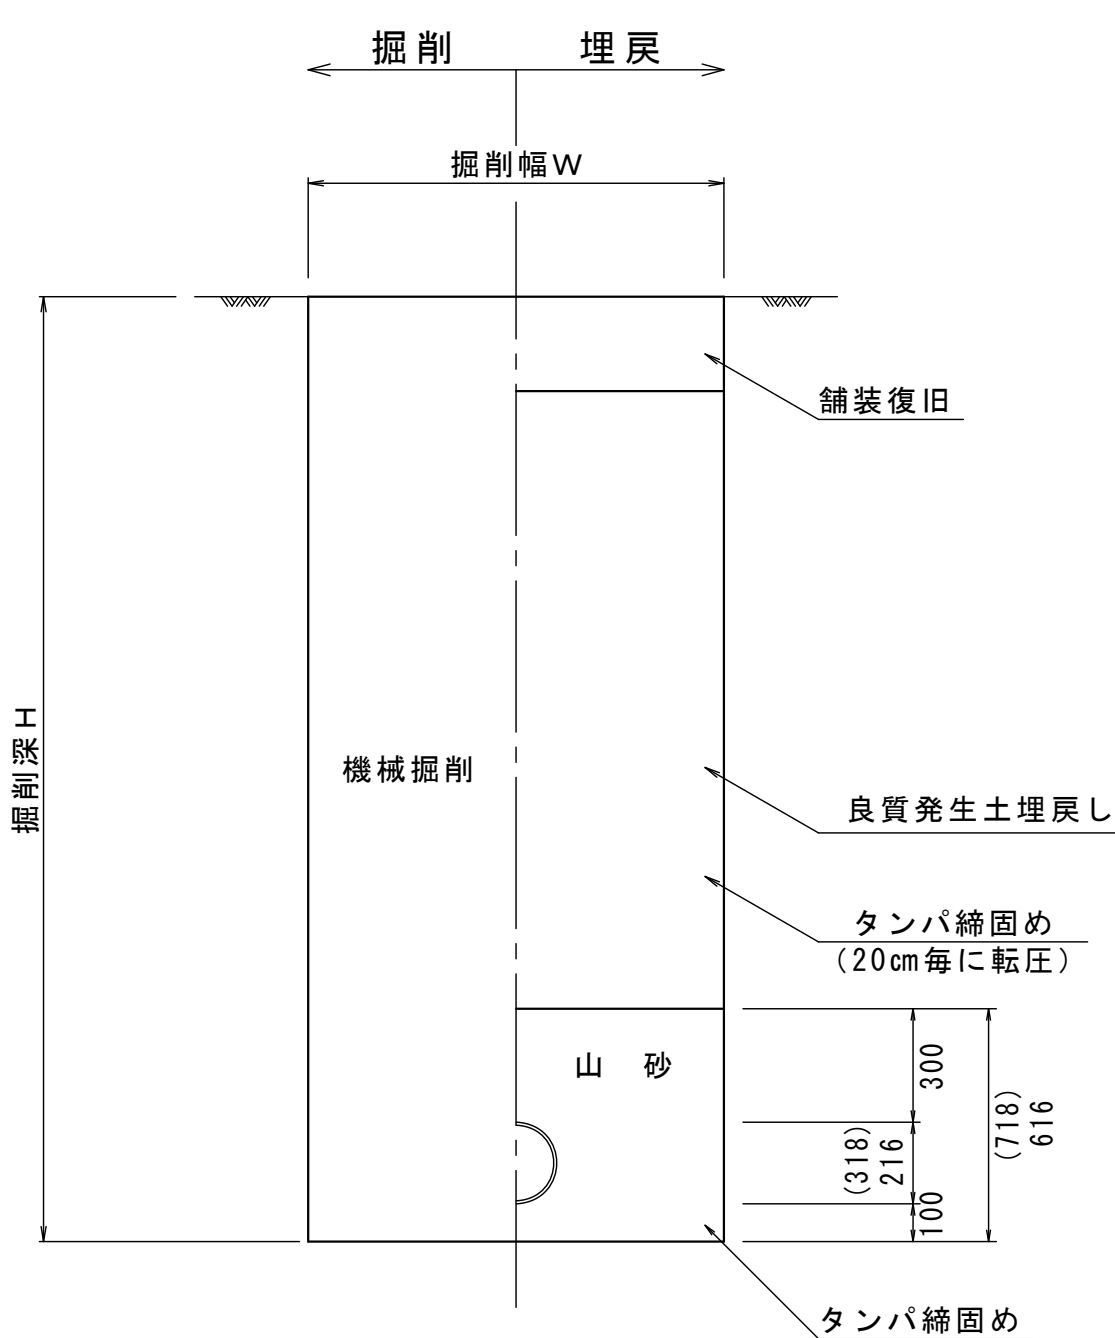 掘削
埋戻
掘削幅W
舗装復旧
掘削深H
機械掘削
良質発生土埋戻し
タンパ締固め
(20㎝毎に転圧)
山 砂
300
(318)
216
100
(718)
616
タンパ締固め